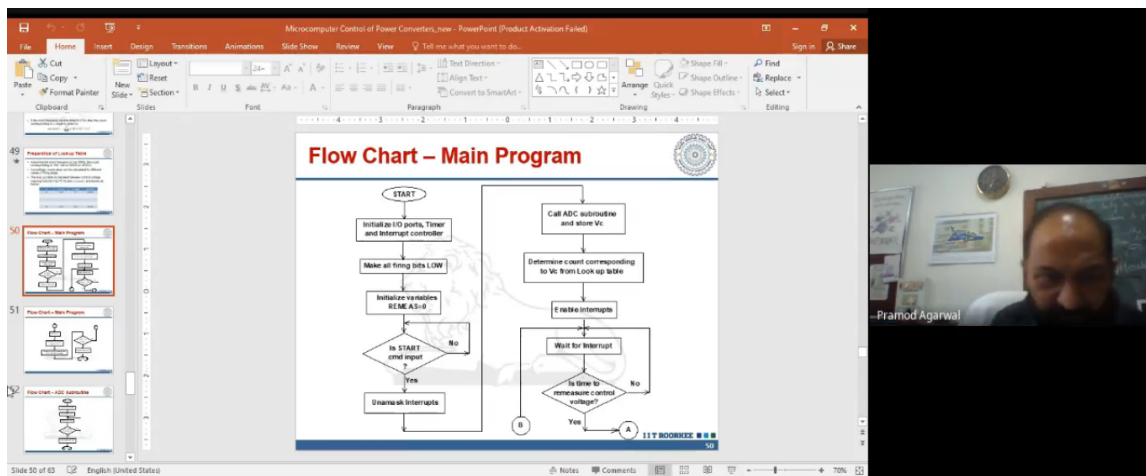 Microcomputer Control of Power Converters_new - PowerPoint (Product Activation Failed)
File Home Insert Design Transitions Animations Slide Show Review View Tell me what you want to do... Sign in Share
Paste
Cut
Copy
Format Painter
Clipboard
New
Slide
Layout
Reset
Section
Slides
24
Font
Text Direction
Align Text
Convert to SmartArt
Paragraph
Arrange
Quick
Styles
Drawing
Shape Fill
Shape Outline
Shape Effects
Find
Replace
Select
Editing
49
Preparation of Lookup Table
50
Flow Chart – Main Program
51
Flow Chart – Main Program
52
Flow Chart – ADC Subroutine
Flow Chart – Main Program
START
Initialize I/O ports, Timer
and Interrupt controller
Make all firing bits LOW
Initialize variables
REMEAS=0
Is START
cmd input
?
No
Yes
Unamask Interrupts
Call ADC subroutine
and store Vc
Determine count corresponding
to Vc from Look up table
Enable Interrupts
Wait for Interrupt
Is time to
remeasure control
voltage?
No
Yes
B
A
I I T ROORKEE
50
Pramod Agarwal
Slide 50 of 63 English (United States) Notes Comments 70%